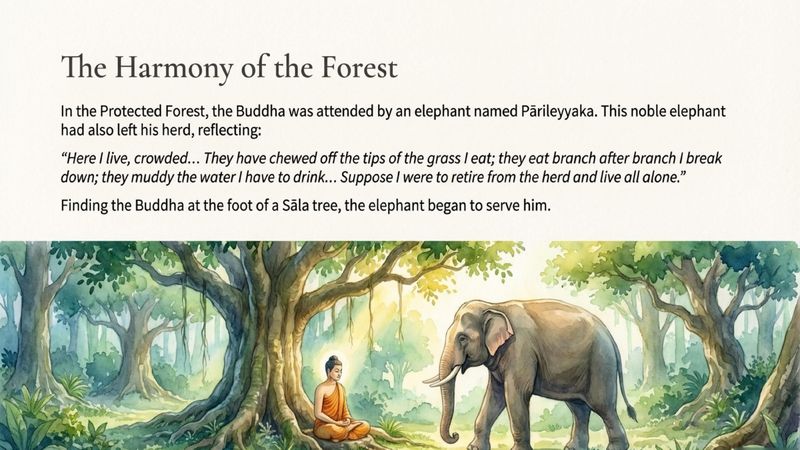 The Harmony of the Forest
In the Protected Forest, the Buddha was attended by an elephant named Pārileyyaka. This noble elephant
had also left his herd, reflecting:
“Here I live, crowded… They have chewed off the tips of the grass I eat; they eat branch after branch I break
down; they muddy the water I have to drink… Suppose I were to retire from the herd and live all alone.”
Finding the Buddha at the foot of a Sāla tree, the elephant began to serve him.